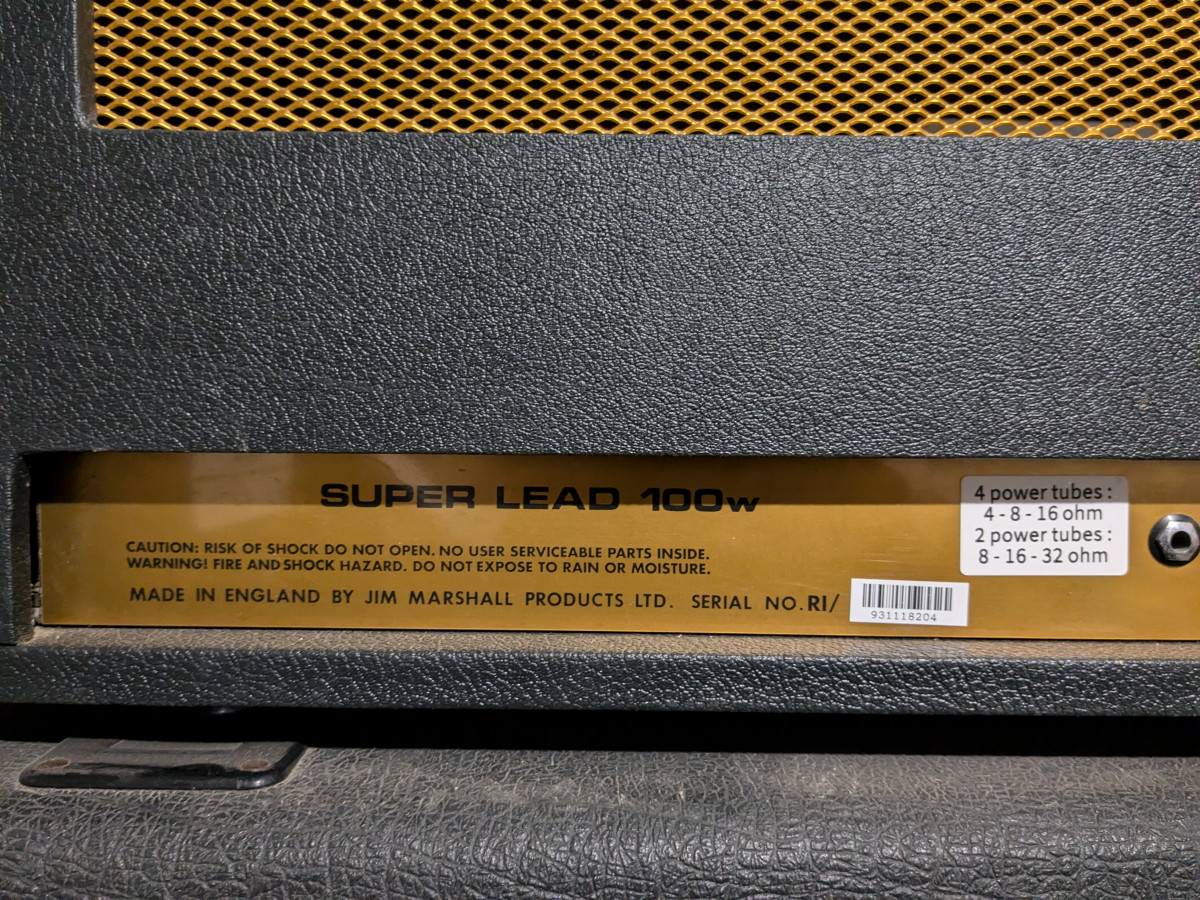 SUPER LEAD 100w
4 power tubes :
4 - 8 - 16 ohm
2 power tubes :
8 - 16 - 32 ohm
CAUTION: RISK OF SHOCK DO NOT OPEN. NO USER SERVICEABLE PARTS INSIDE.
WARNING! FIRE AND SHOCK HAZARD. DO NOT EXPOSE TO RAIN OR MOISTURE.
MADE IN ENGLAND BY JIM MARSHALL PRODUCTS LTD. SERIAL NO. RI/
931118204